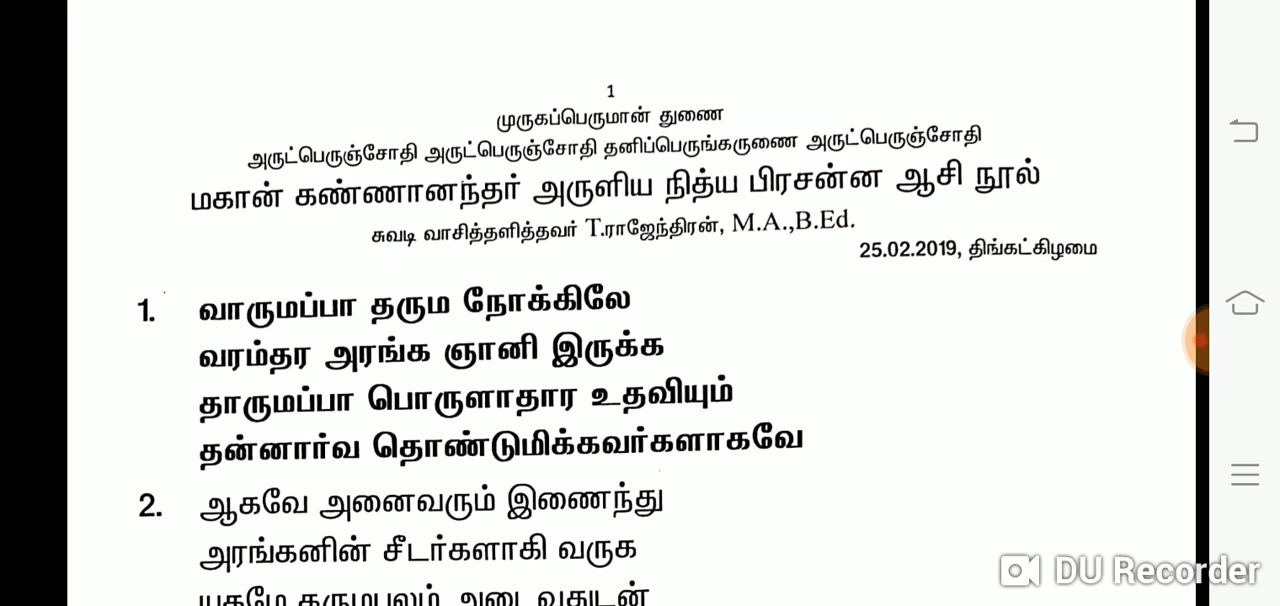 1
முருகப்பெருமான் துணை
அருட்பெருஞ்சோதி அருட்பெருஞ்சோதி தனிப்பெருங்கருணை அருட்பெருஞ்சோதி
மகான் கண்ணானந்தர் அருளிய நித்ய பிரசன்ன ஆசி நூல்
சுவடி வாசித்தளித்தவர் T.ராஜேந்திரன், M.A.,B.Ed.
25.02.2019, திங்கட்கிழமை
1. வாருமப்பா தரும நோக்கிலே
வரம்தர அரங்க ஞானி இருக்க
தாருமப்பா பொருளாதார உதவியும்
தன்னார்வ தொண்டுமிக்கவர்களாகவே
2. ஆகவே அனைவரும் இணைந்து
அரங்கனின் சீடர்களாகி வருக
DU Recorder